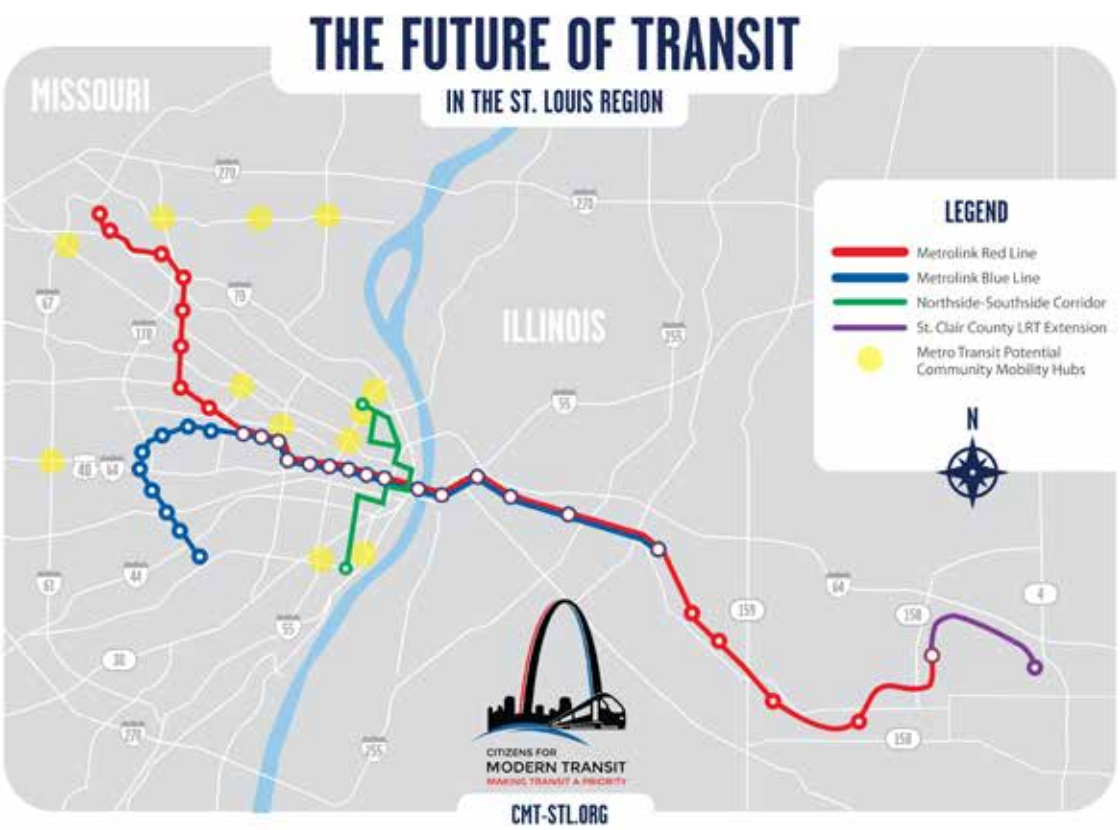 THE FUTURE OF TRANSIT
IN THE ST. LOUIS REGION
MISSOURI
270
270
LEGEND
Metrolink Red Line
Metrolink Blue Line
Northside-Southside Corridor
St. Clair County LRT Extension
Metro Transit Potential
Community Mobility Hubs
67
70
170
ILLINOIS
255
55
N
40
64
61
44
55
30
270
255
159
64
158
4
158
CITIZENS FOR
MODERN TRANSIT
MAKING TRANSIT A PRIORITY
CMT-STL.ORG